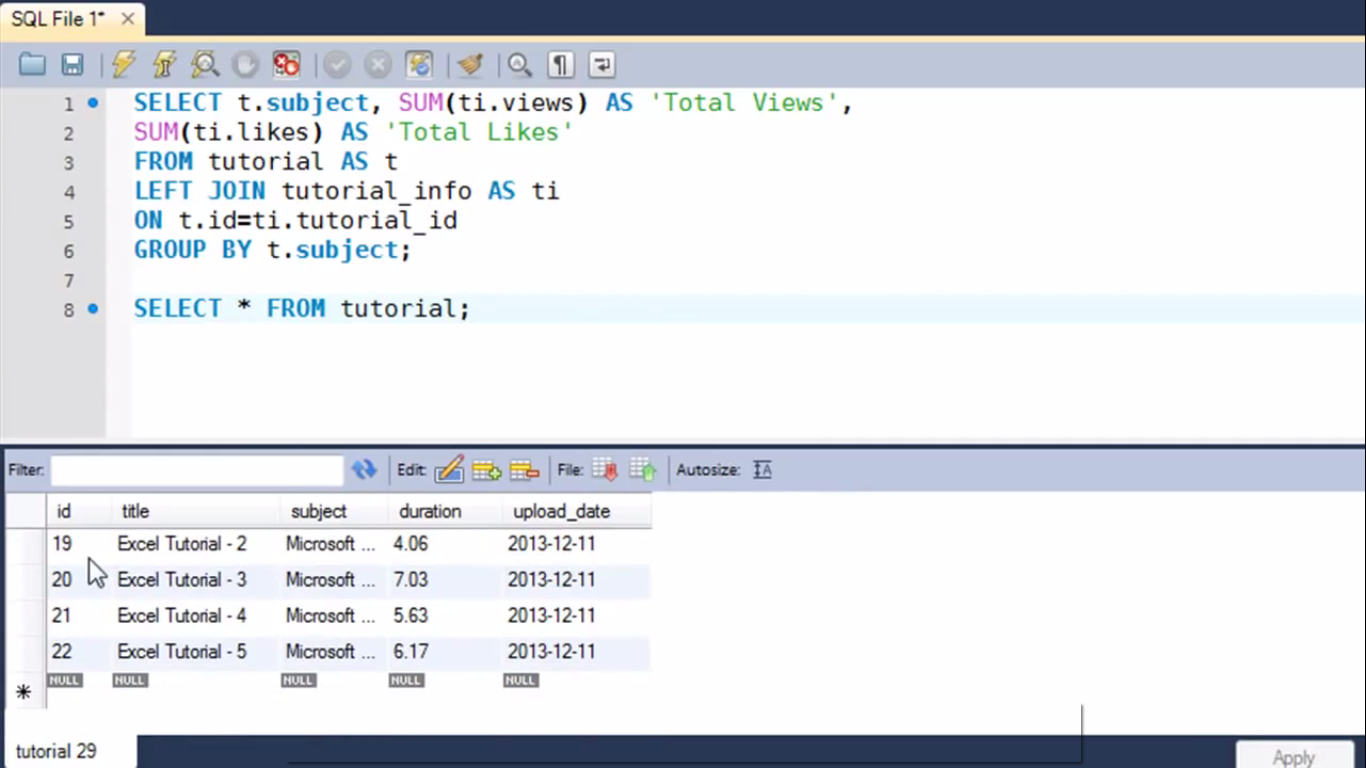 SQL File 1*
1 SELECT t.subject, SUM(ti.views) AS 'Total Views',
2 SUM(ti.likes) AS 'Total Likes'
3 FROM tutorial AS t
4 LEFT JOIN tutorial_info AS ti
5 ON t.id=ti.tutorial_id
6 GROUP BY t.subject;
7
8 SELECT * FROM tutorial;
Filter: Edit: File: Autosize:
id title subject duration upload_date
19 Excel Tutorial - 2 Microsoft ... 4.06 2013-12-11
20 Excel Tutorial - 3 Microsoft ... 7.03 2013-12-11
21 Excel Tutorial - 4 Microsoft ... 5.63 2013-12-11
22 Excel Tutorial - 5 Microsoft ... 6.17 2013-12-11
NULL NULL NULL NULL NULL
tutorial 29 Apply